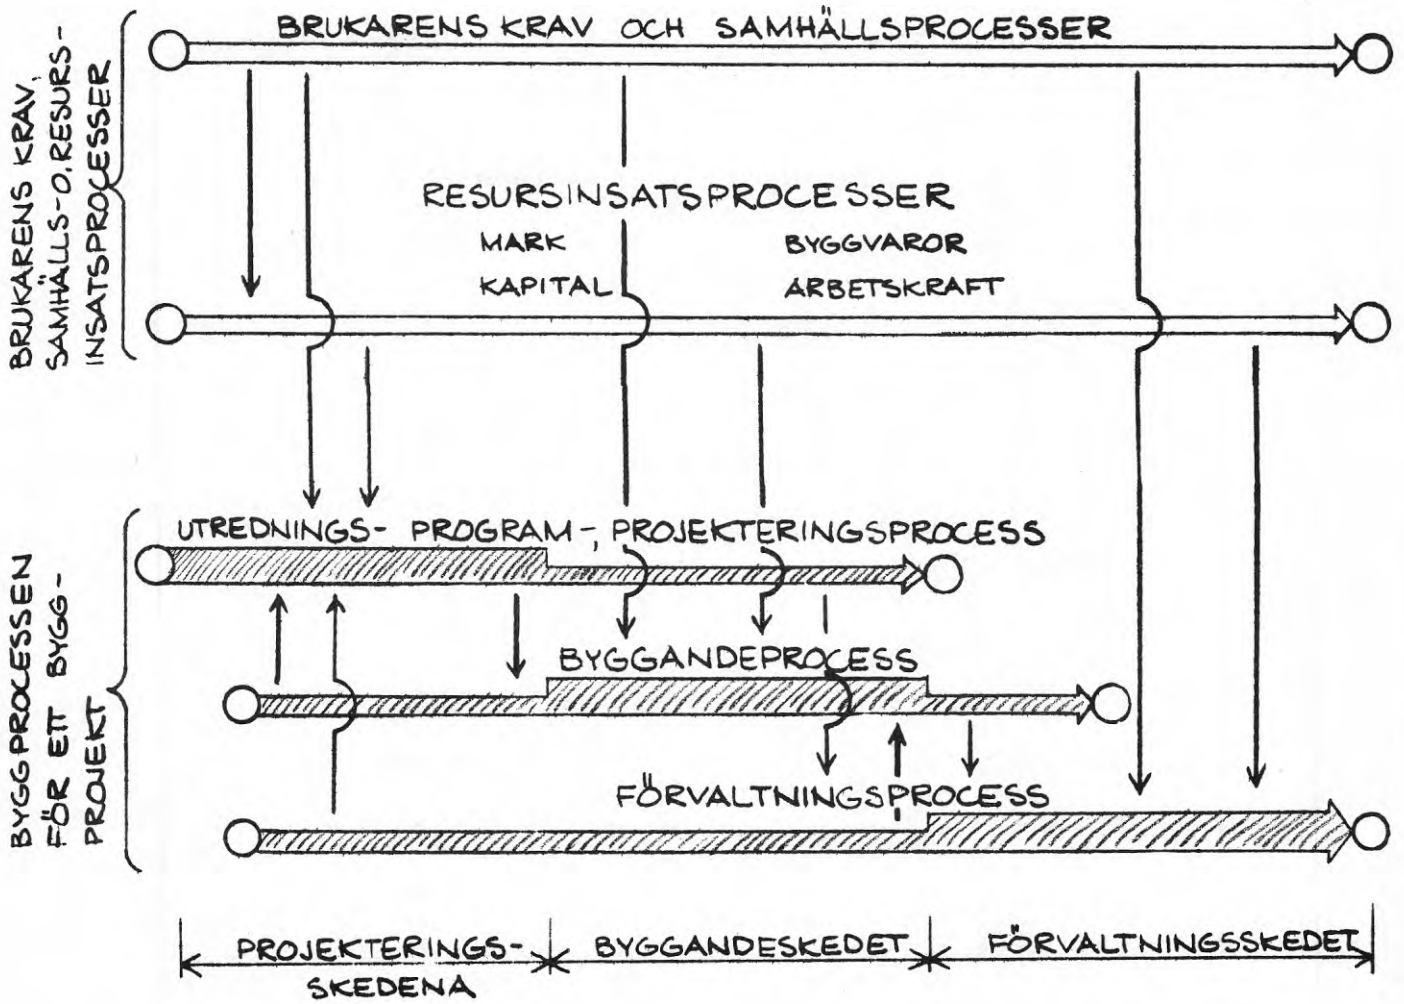 BRUKARENS KRAV OCH SAMHÄLLSPROCESSER
BRUKARENS KRAV,
SAMHÄLLS-O.RESURS-
INSATSPROCESSER
RESURSINSATSPROCESSER
MARK
BYGGVAROR
KAPITAL
ARBETSKRAFT
BYGGPROCESSEN
FÖR ETT BYGG-
PROJEKT
UTREDNINGS- PROGRAM-, PROJEKTERINGSPROCESS
BYGGANDEPROCESS
FÖRVALTNINGSPROCESS
PROJEKTERINGS-
SKEDENA
BYGGANDESKEDET
FÖRVALTNINGSSKEDET